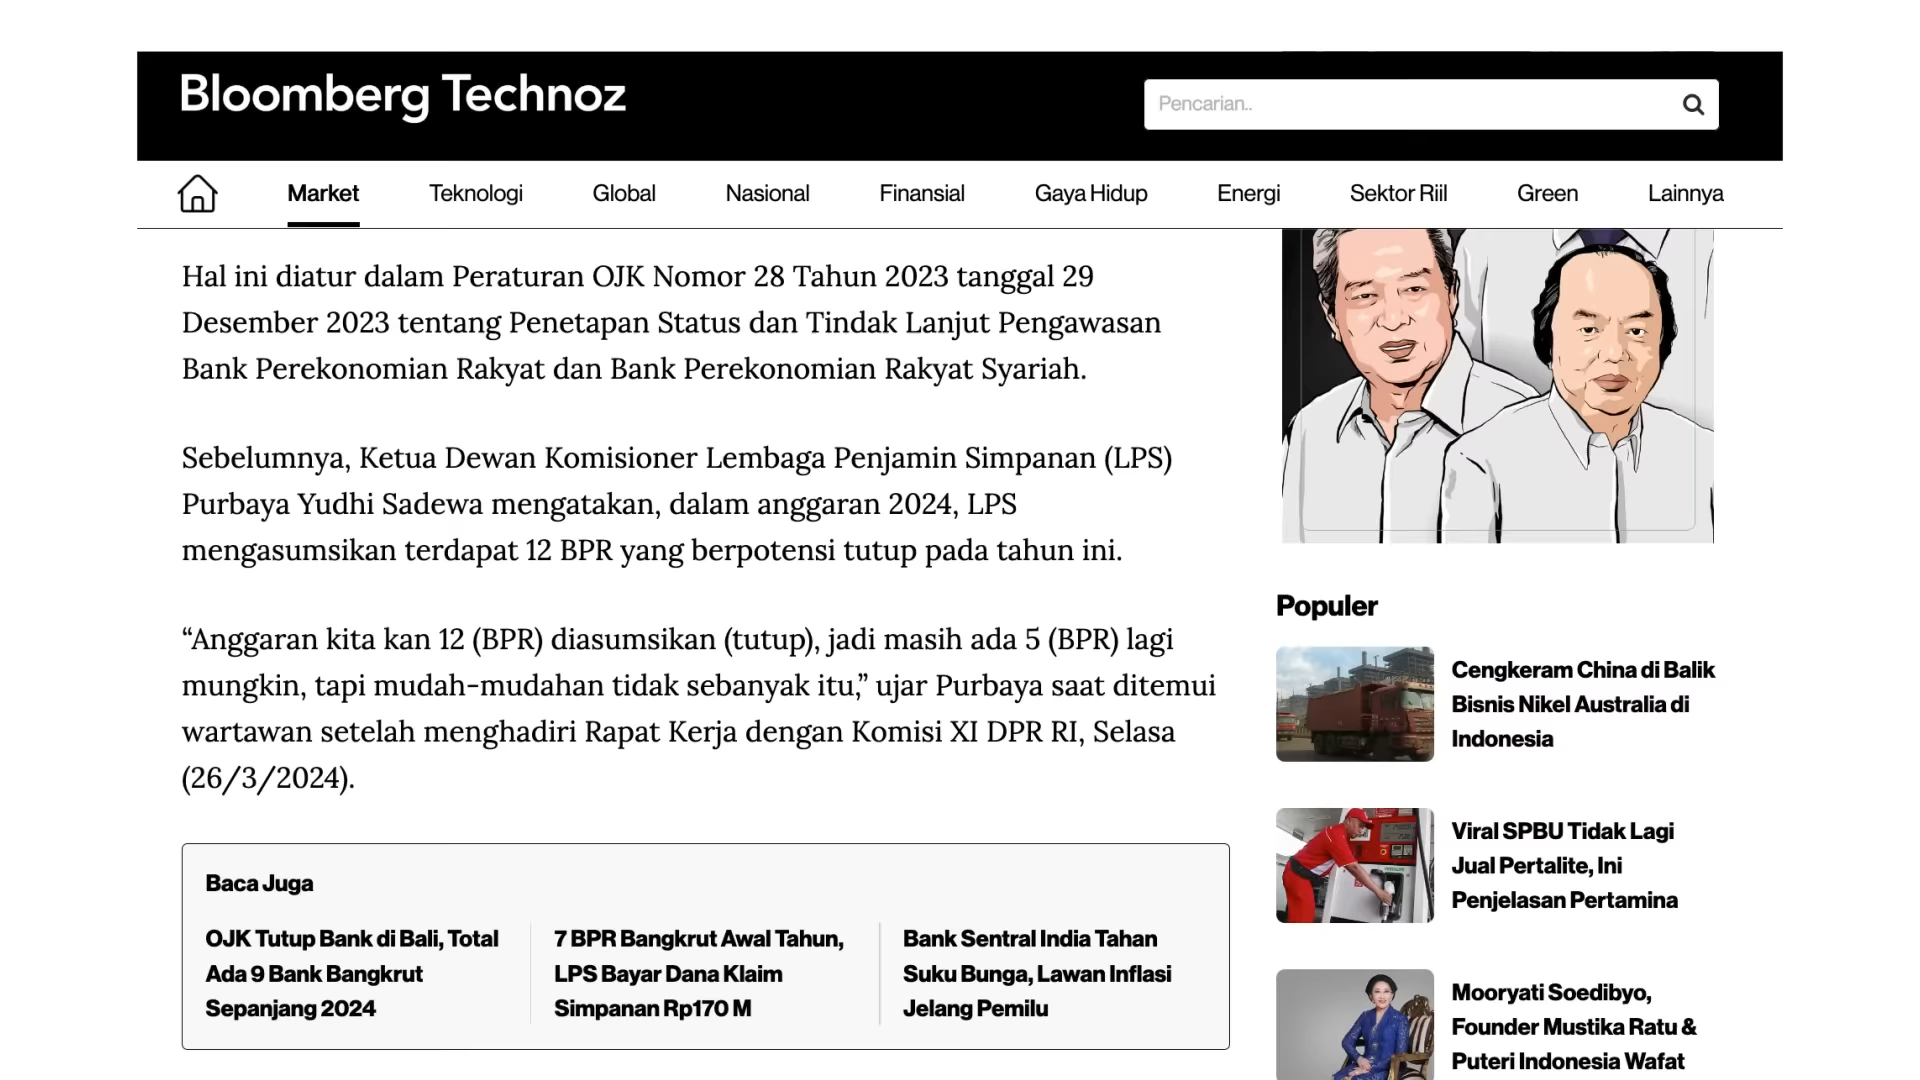 Bloomberg Technoz
Pencarian..
Market Teknologi Global Nasional Finansial Gaya Hidup Energi Sektor Riil Green Lainnya
Hal ini diatur dalam Peraturan OJK Nomor 28 Tahun 2023 tanggal 29
Desember 2023 tentang Penetapan Status dan Tindak Lanjut Pengawasan
Bank Perekonomian Rakyat dan Bank Perekonomian Rakyat Syariah.
Sebelumnya, Ketua Dewan Komisioner Lembaga Penjamin Simpanan (LPS)
Purbaya Yudhi Sadewa mengatakan, dalam anggaran 2024, LPS
mengasumsikan terdapat 12 BPR yang berpotensi tutup pada tahun ini.
“Anggaran kita kan 12 (BPR) diasumsikan (tutup), jadi masih ada 5 (BPR) lagi
mungkin, tapi mudah-mudahan tidak sebanyak itu,” ujar Purbaya saat ditemui
wartawan setelah menghadiri Rapat Kerja dengan Komisi XI DPR RI, Selasa
(26/3/2024).
Baca Juga
OJK Tutup Bank di Bali, Total
Ada 9 Bank Bangkrut
Sepanjang 2024
7 BPR Bangkrut Awal Tahun,
LPS Bayar Dana Klaim
Simpanan Rp170 M
Bank Sentral India Tahan
Suku Bunga, Lawan Inflasi
Jelang Pemilu
Populer
Cengkeram China di Balik
Bisnis Nikel Australia di
Indonesia
Viral SPBU Tidak Lagi
Jual Pertalite, Ini
Penjelasan Pertamina
Mooryati Soedibyo,
Founder Mustika Ratu &
Puteri Indonesia Wafat